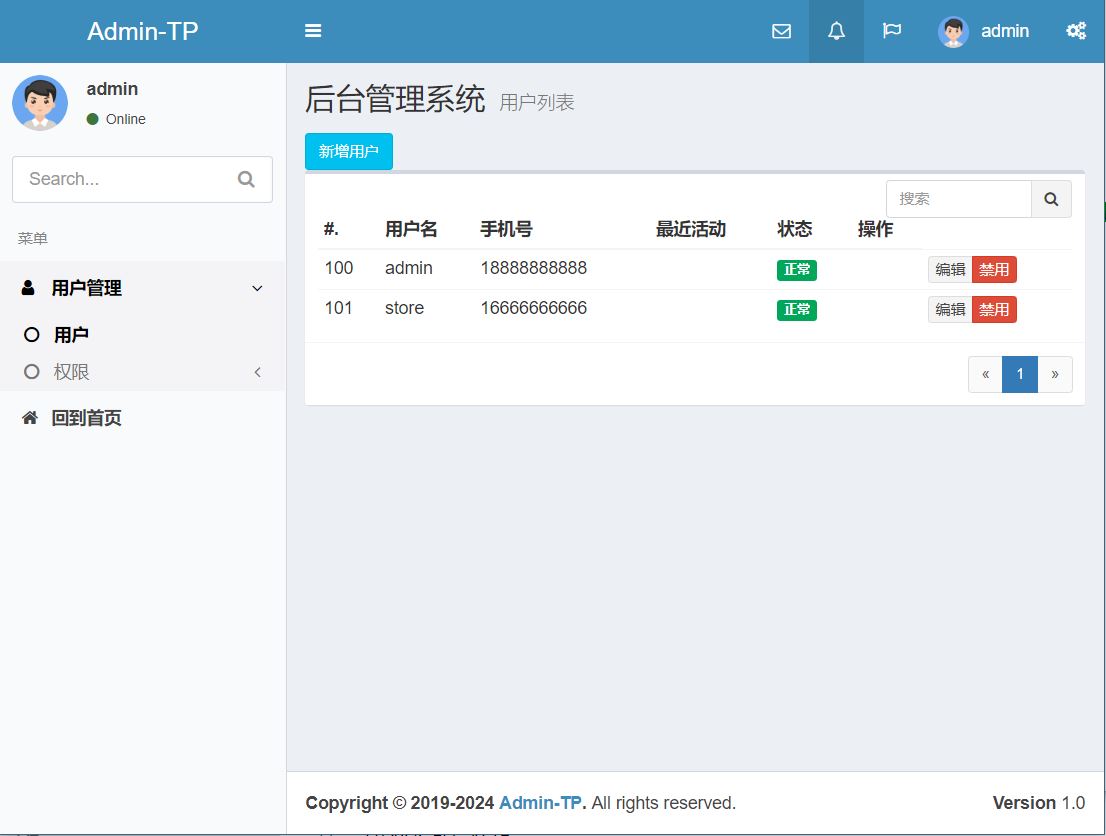 Admin-TP
admin
admin
Online
Search...
菜单
用户管理
用户
权限
回到首页
后台管理系统 用户列表
新增用户
搜索
#. 用户名 手机号 最近活动 状态 操作
100 admin 18888888888 正常 编辑 禁用
101 store 16666666666 正常 编辑 禁用
« 1 »
Copyright © 2019-2024 Admin-TP. All rights reserved.
Version 1.0